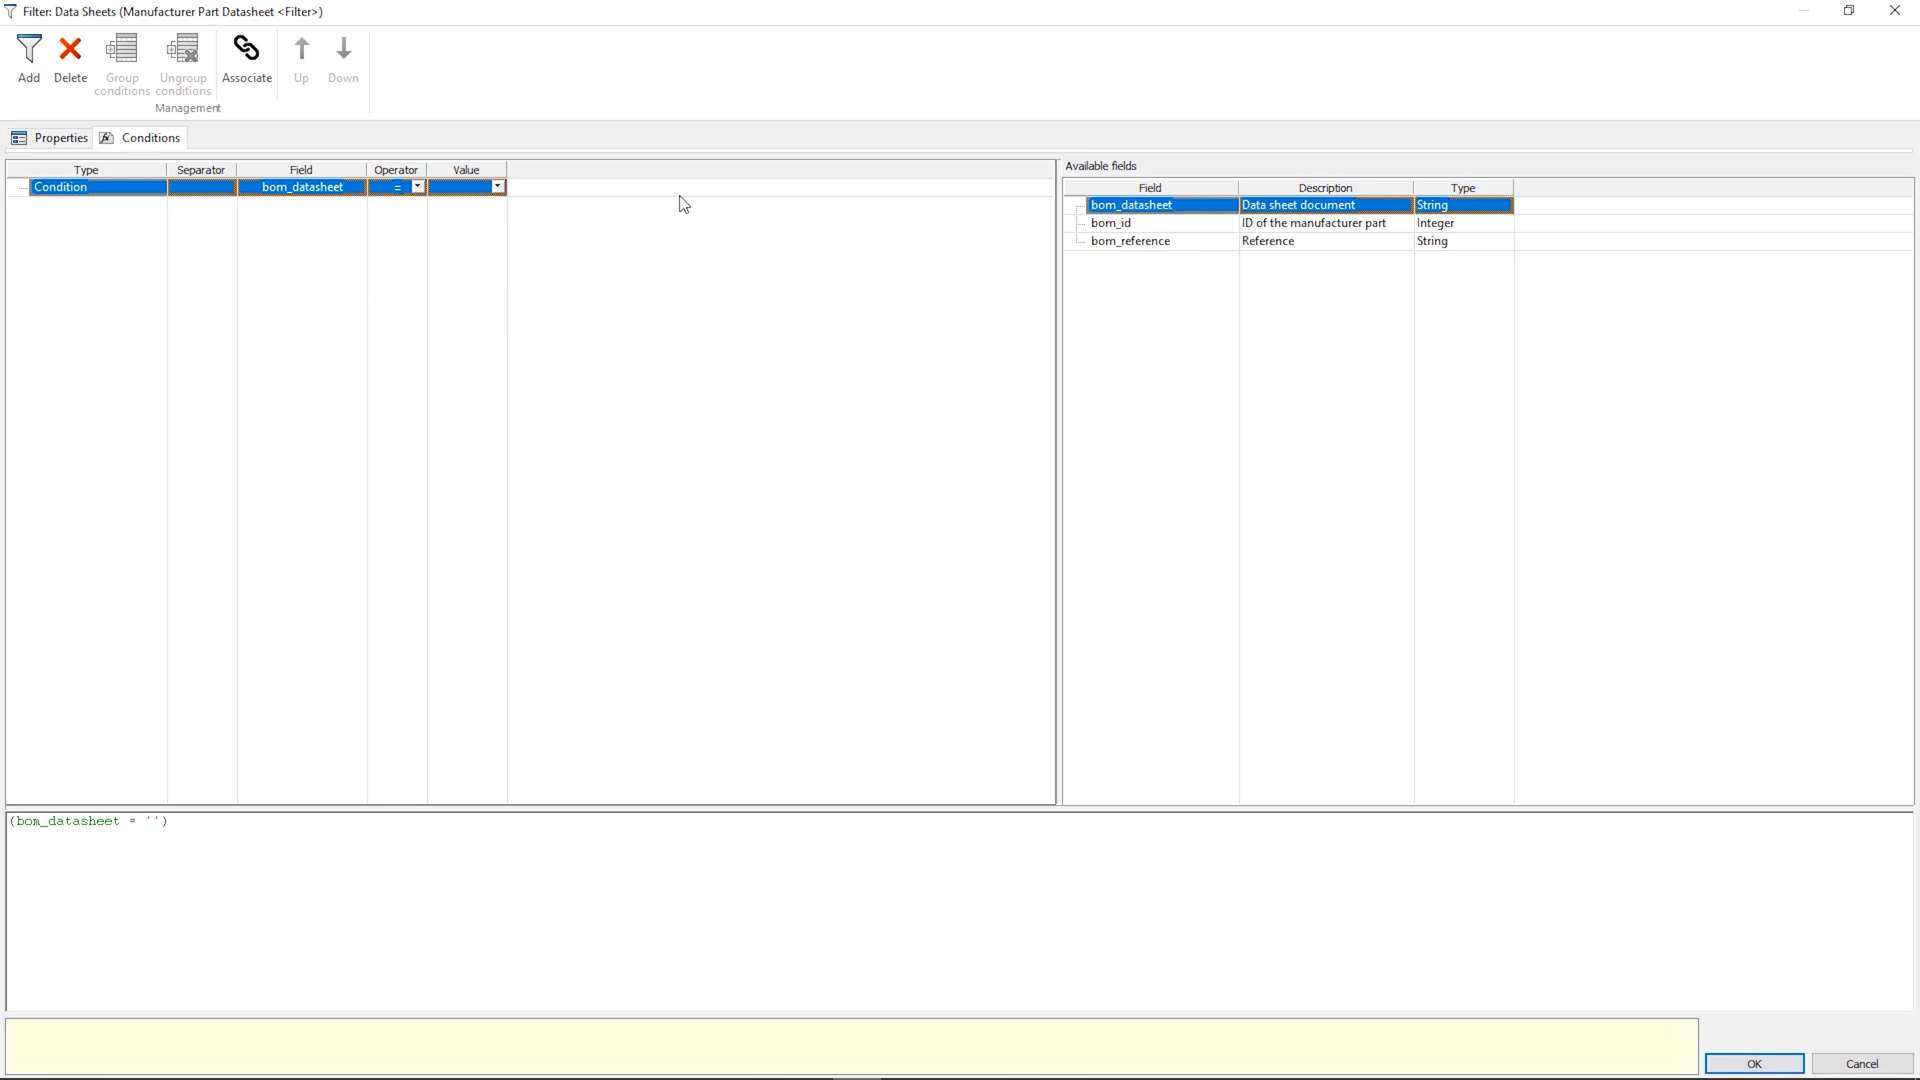 Filter: Data Sheets (Manufacturer Part Datasheet <Filter>)
Add
Delete
Group conditions
Ungroup conditions
Associate
Up
Down
Management
Properties
Conditions
Type Separator Field Operator Value
Condition bom_datasheet =
Available fields
Field Description Type
bom_datasheet Data sheet document String
bom_id ID of the manufacturer part Integer
bom_reference Reference String
(bom_datasheet = '')
OK
Cancel